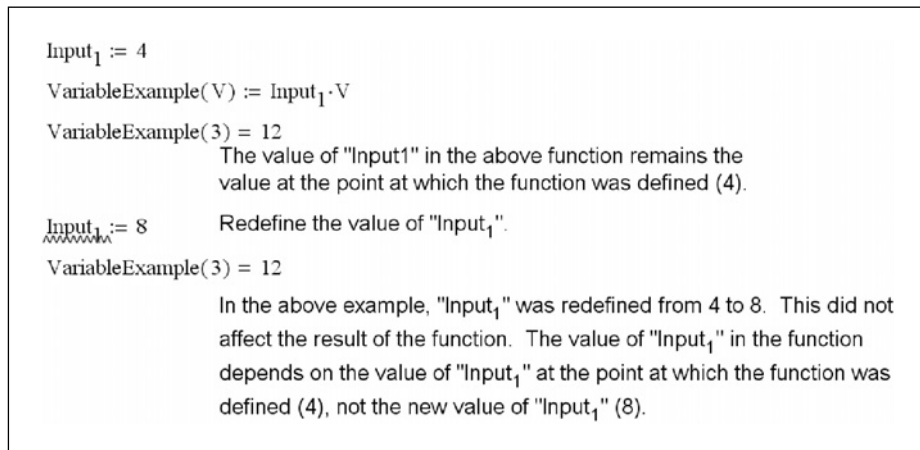 Input₁ := 4
VariableExample(V) := Input₁·V
VariableExample(3) = 12
The value of "Input1" in the above function remains the
value at the point at which the function was defined (4).
Input₁ := 8 Redefine the value of "Input₁".
VariableExample(3) = 12
In the above example, "Input₁" was redefined from 4 to 8. This did not
affect the result of the function. The value of "Input₁" in the function
depends on the value of "Input₁" at the point at which the function was
defined (4), not the new value of "Input₁" (8).